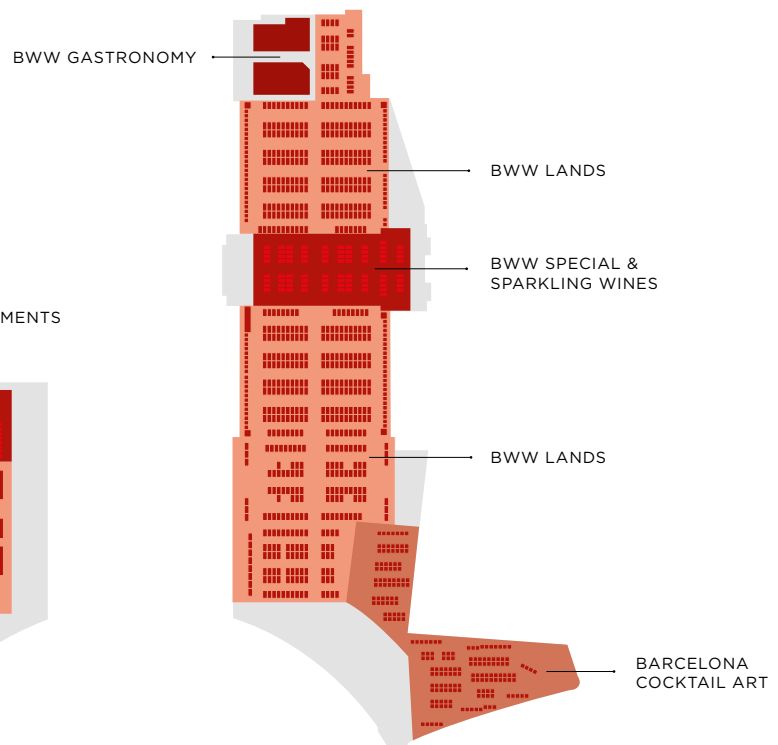 BWW GASTRONOMY
BWW LANDS
BWW SPECIAL &
SPARKLING WINES
MENTS
BWW LANDS
BARCELONA
COCKTAIL ART